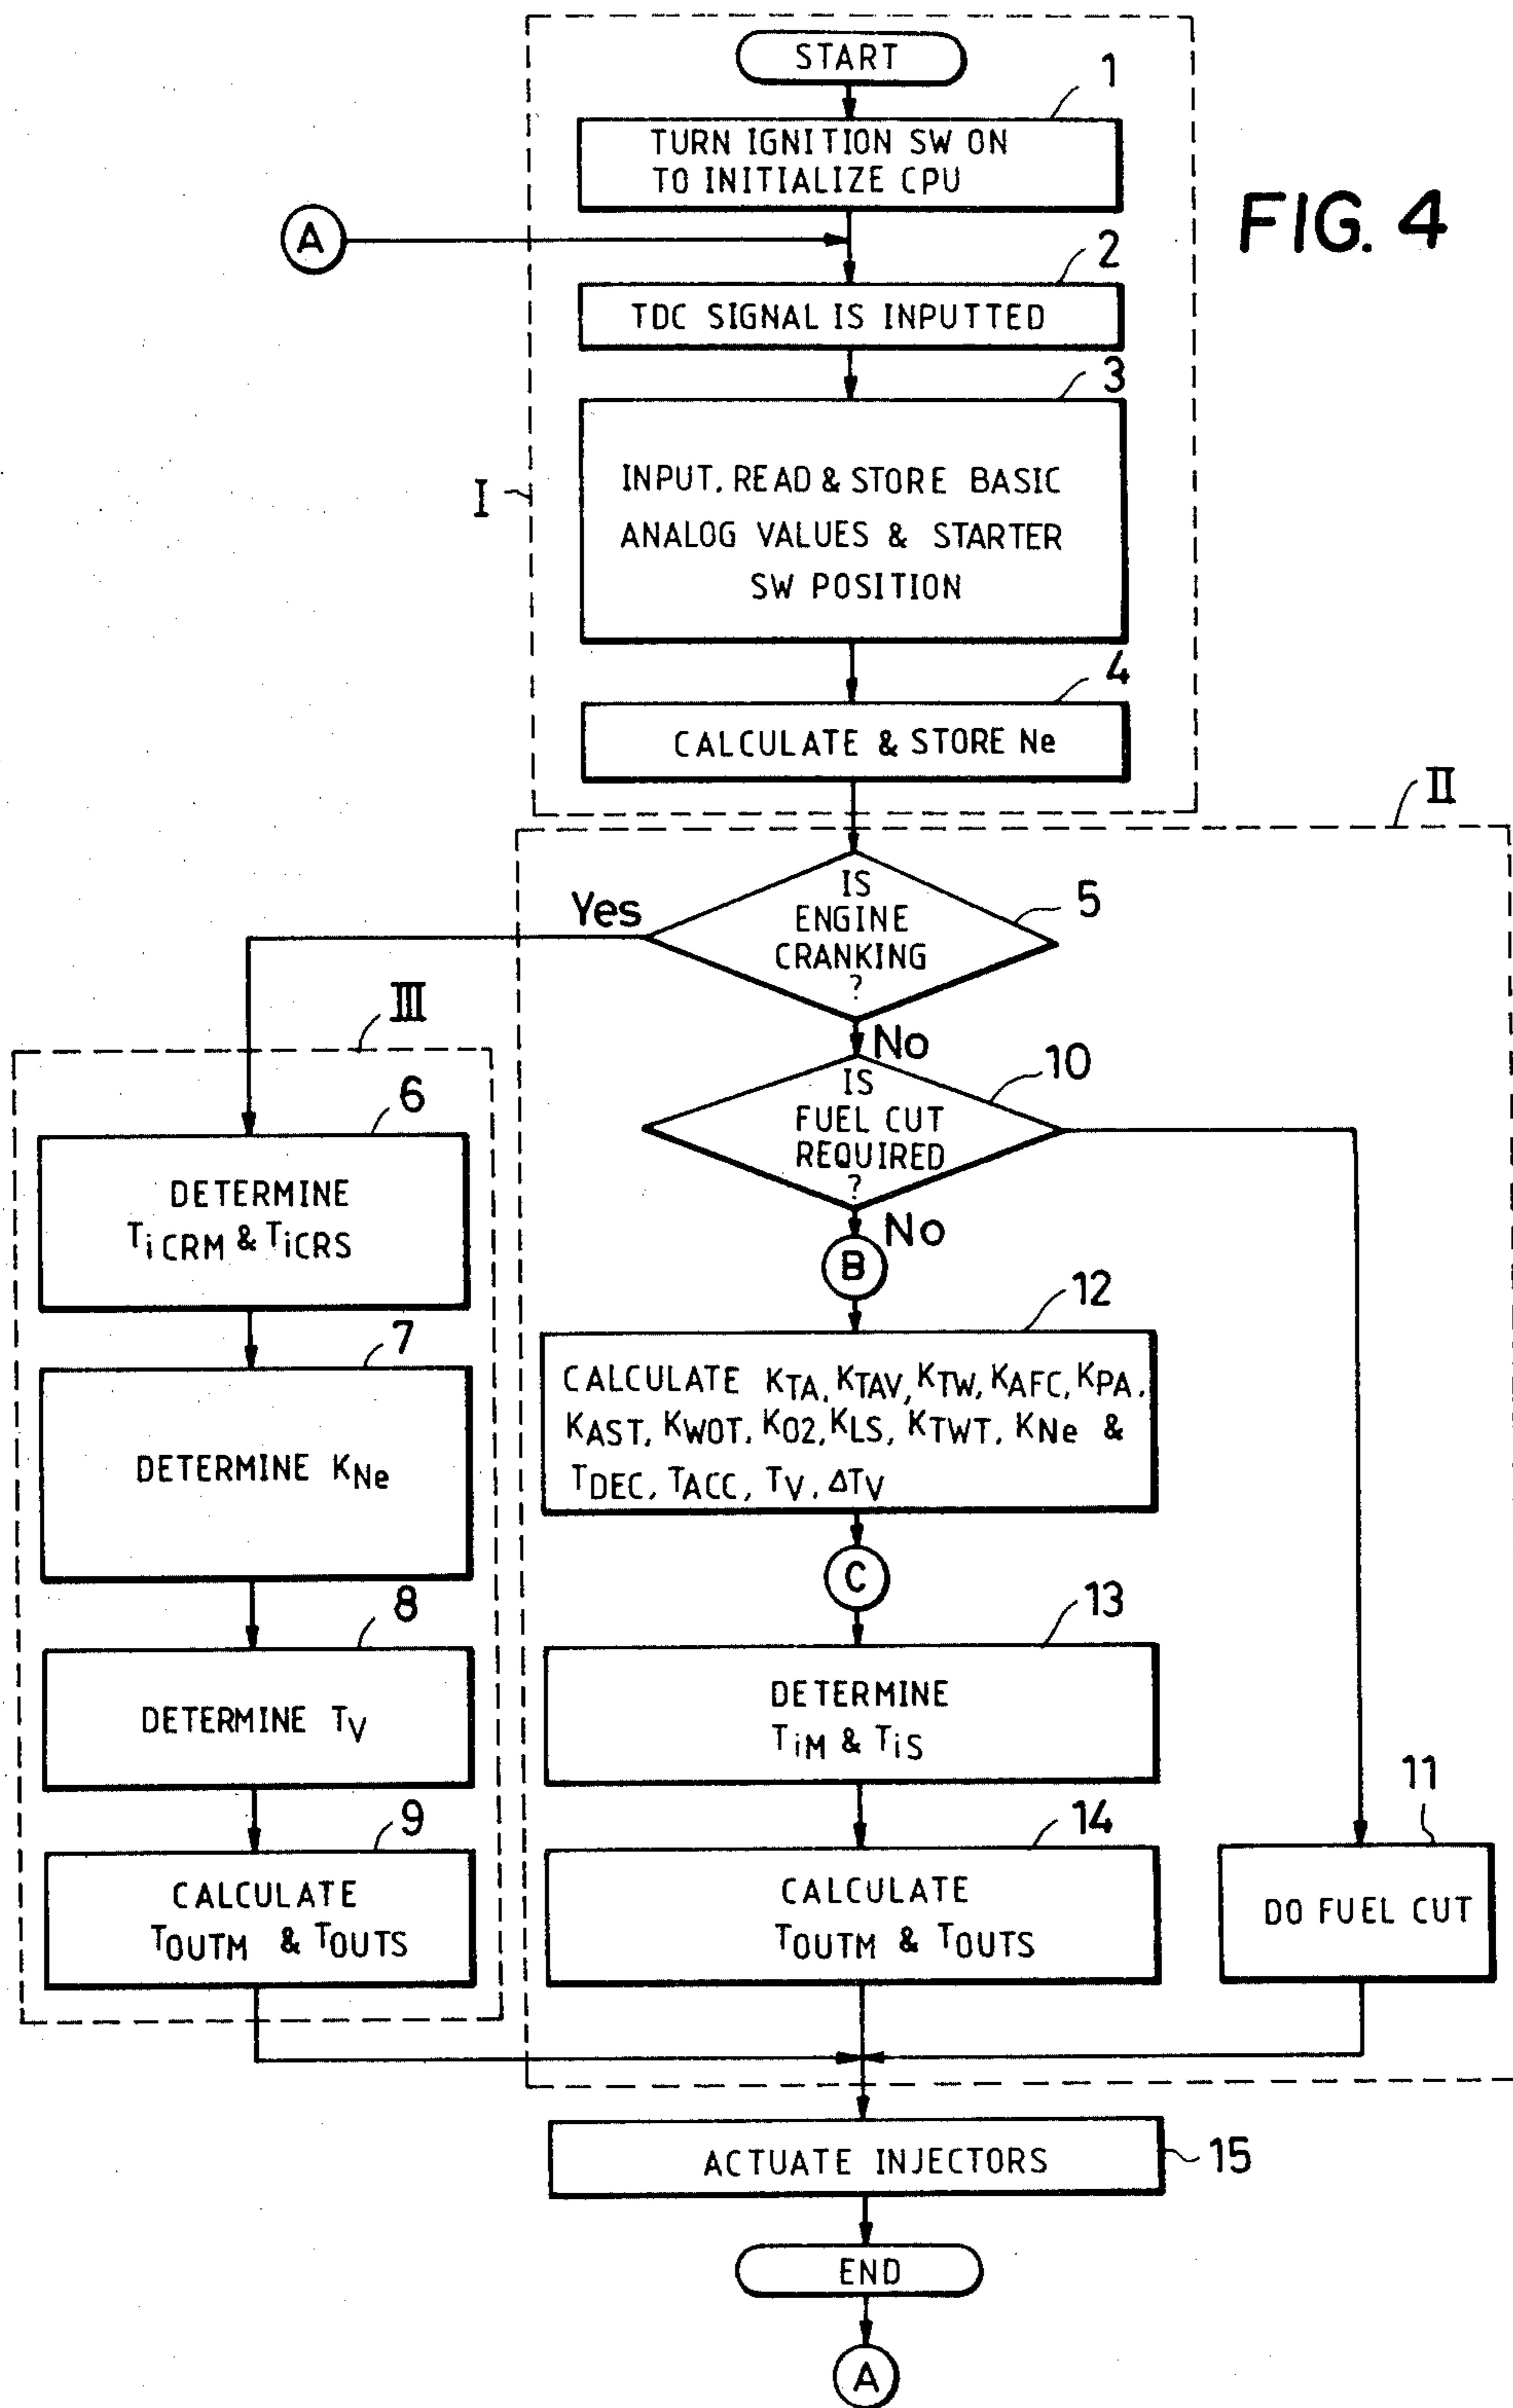 START
1
TURN IGNITION SW ON
TO INITIALIZE CPU
FIG. 4
A
2
TDC SIGNAL IS INPUTTED
3
I
INPUT, READ & STORE BASIC
ANALOG VALUES & STARTER
SW POSITION
4
CALCULATE & STORE Ne
II
Yes
IS
ENGINE
CRANKING
?
5
No
III
IS
FUEL CUT
REQUIRED
?
10
No
B
6
DETERMINE
TiCRM & TiCRS
7
DETERMINE KNe
8
DETERMINE TV
9
CALCULATE
TOUTM & TOUTS
12
CALCULATE KTA, KTAV, KTW, KAFC, KPA,
KAST, KWOT, KO2, KLS, KTWT, KNe &
TDEC, TACC, TV, ΔTV
C
13
DETERMINE
TiM & TiS
14
CALCULATE
TOUTM & TOUTS
11
DO FUEL CUT
ACTUATE INJECTORS
15
END
A